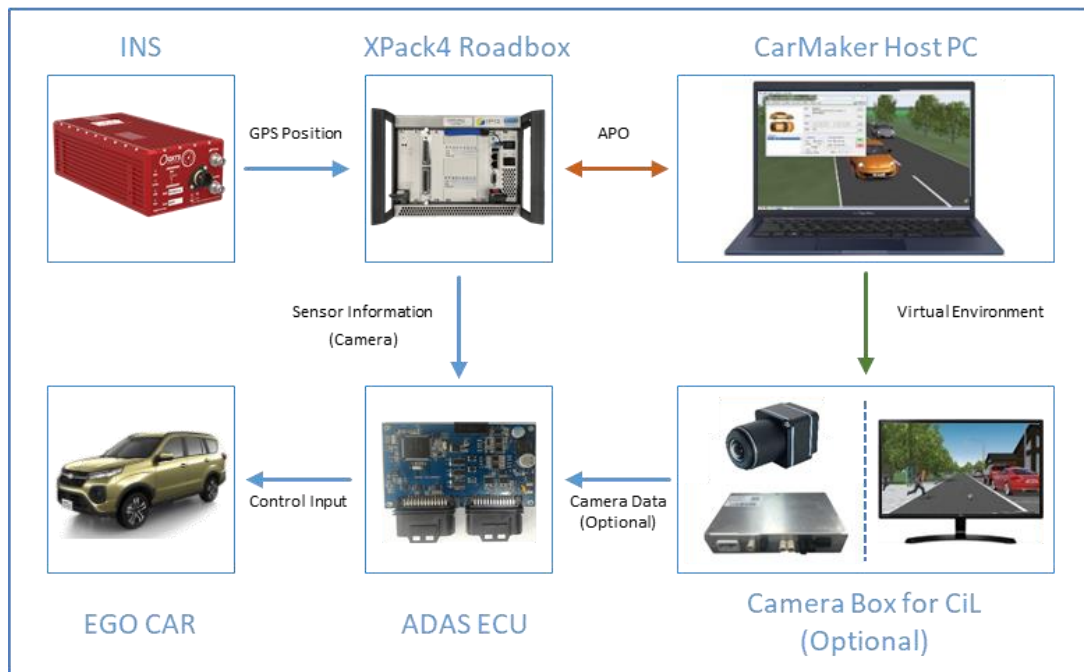 INS
XPack4 Roadbox
CarMaker Host PC
GPS Position
APO
OXTS
Sensor Information
(Camera)
Virtual Environment
Control Input
Camera Data
(Optional)
EGO CAR
ADAS ECU
Camera Box for CiL
(Optional)